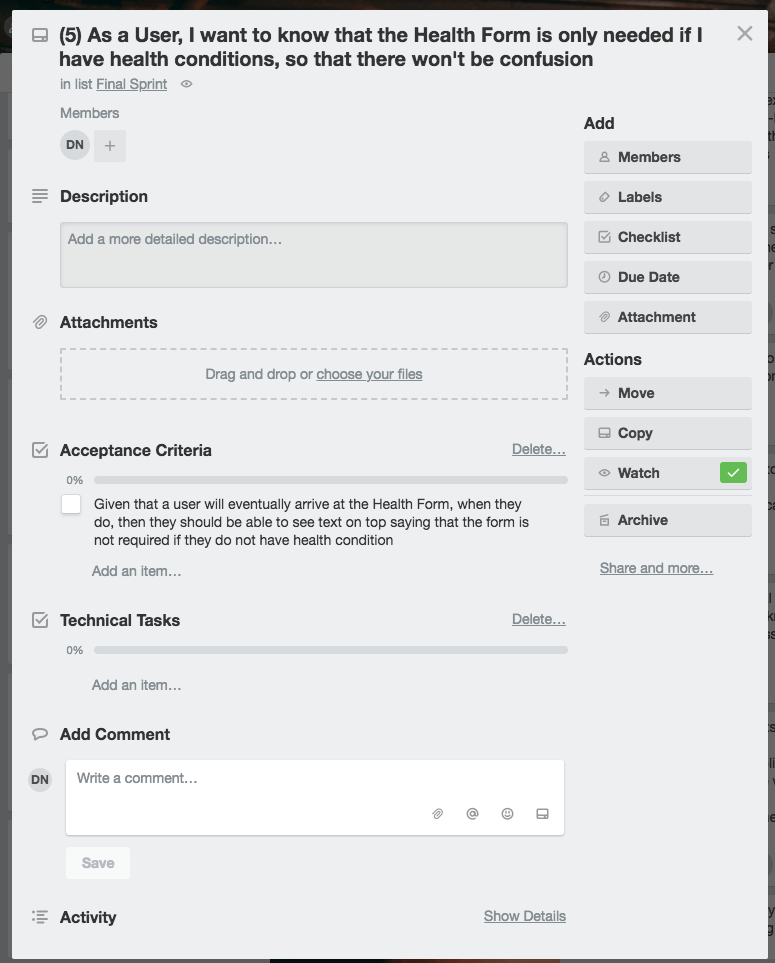 (5) As a User, I want to know that the Health Form is only needed if I
have health conditions, so that there won't be confusion
in list Final Sprint
Members
DN
Description
Add a more detailed description…
Attachments
Drag and drop or choose your files
Acceptance Criteria
Delete…
0%
Given that a user will eventually arrive at the Health Form, when they
do, then they should be able to see text on top saying that the form is
not required if they do not have health condition
Add an item…
Technical Tasks
Delete…
0%
Add an item…
Add Comment
DN
Write a comment…
Save
Activity
Show Details
Add
Members
Labels
Checklist
Due Date
Attachment
Actions
Move
Copy
Watch
Archive
Share and more…